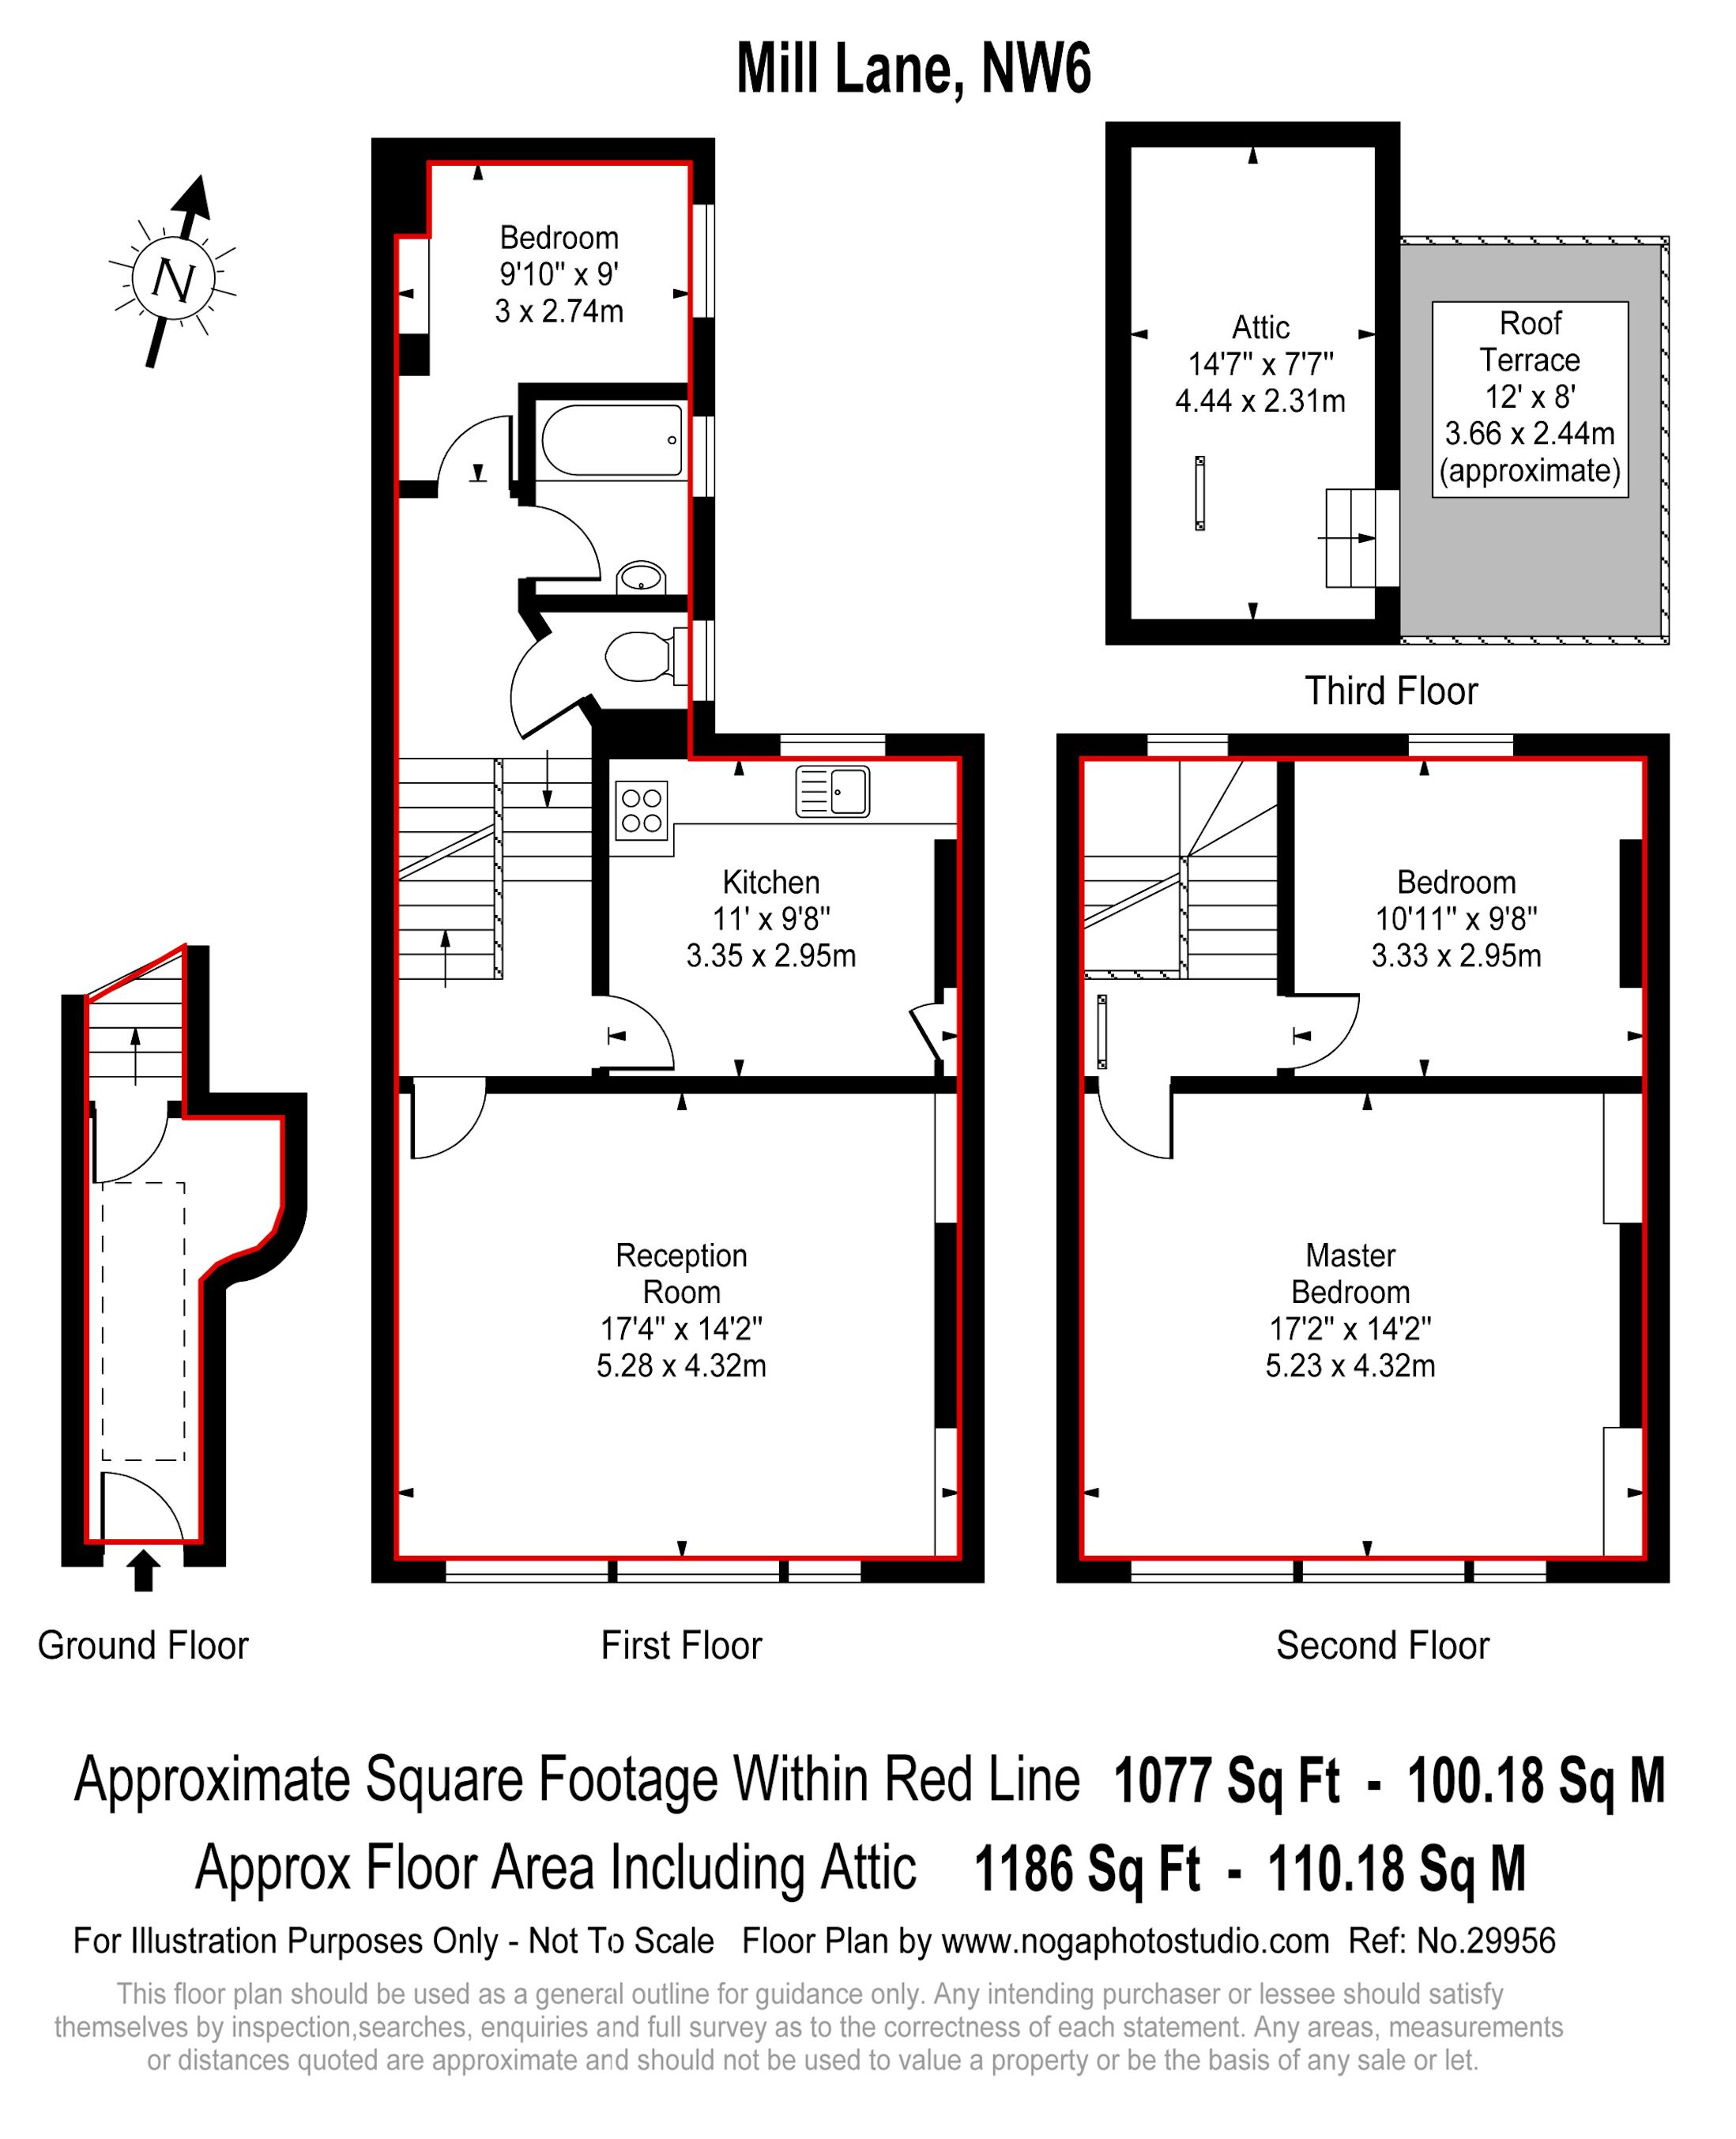 Mill Lane, NW6
N
Bedroom
9'10" x 9'
3 x 2.74m
Attic
14'7" x 7'7"
4.44 x 2.31m
Roof
Terrace
12' x 8'
3.66 x 2.44m
(approximate)
Third Floor
Kitchen
11' x 9'8"
3.35 x 2.95m
Bedroom
10'11" x 9'8"
3.33 x 2.95m
Reception
Room
17'4" x 14'2"
5.28 x 4.32m
Master
Bedroom
17'2" x 14'2"
5.23 x 4.32m
Ground Floor
First Floor
Second Floor
Approximate Square Footage Within Red Line 1077 Sq Ft - 100.18 Sq M
Approx Floor Area Including Attic 1186 Sq Ft - 110.18 Sq M
For Illustration Purposes Only - Not To Scale Floor Plan by www.nogaphotostudio.com Ref: No.29956
This floor plan should be used as a general outline for guidance only. Any intending purchaser or lessee should satisfy
themselves by inspection,searches, enquiries and full survey as to the correctness of each statement. Any areas, measurements
or distances quoted are approximate and should not be used to value a property or be the basis of any sale or let.